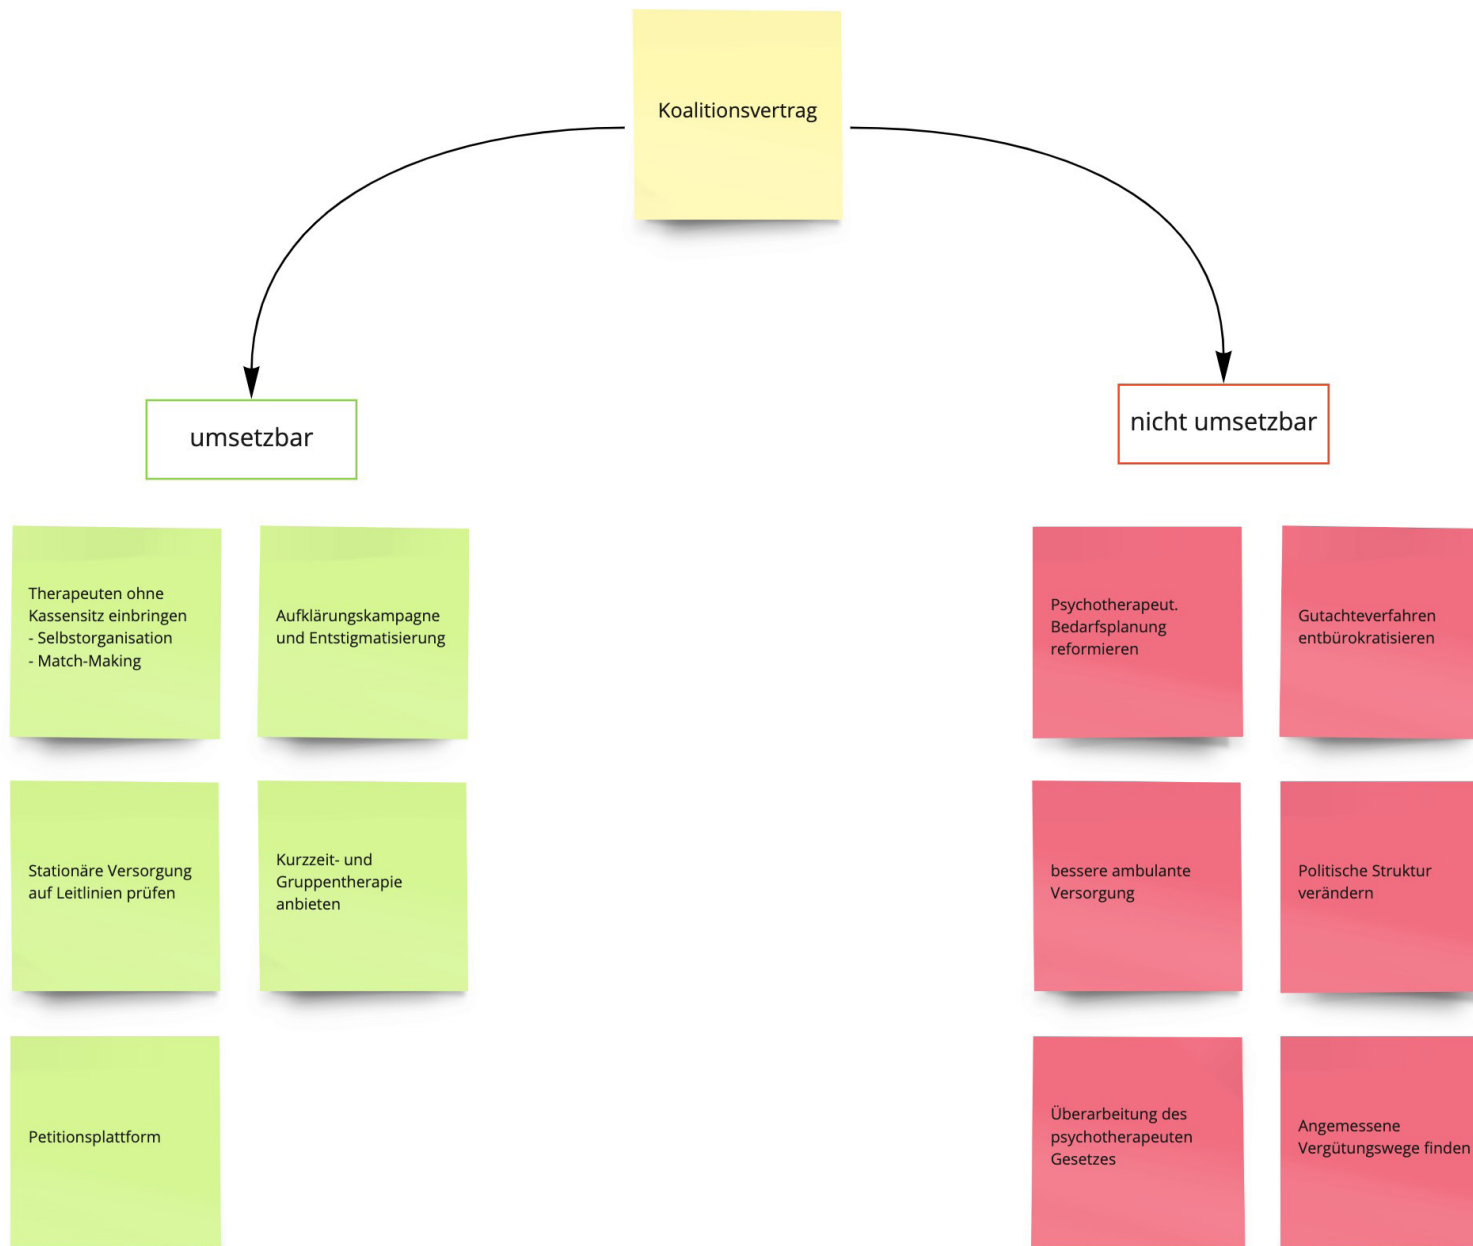 Koalitionsvertrag
umsetzbar
nicht umsetzbar
Therapeuten ohne
Kassensitz einbringen
- Selbstorganisation
- Match-Making
Aufklärungskampagne
und Entstigmatisierung
Psychotherapeut.
Bedarfsplanung
reformieren
Gutachteverfahren
entbürokratisieren
Stationäre Versorgung
auf Leitlinien prüfen
Kurzzeit- und
Gruppentherapie
anbieten
bessere ambulante
Versorgung
Politische Struktur
verändern
Petitionsplattform
Überarbeitung des
psychotherapeuten
Gesetzes
Angemessene
Vergütungswege finden